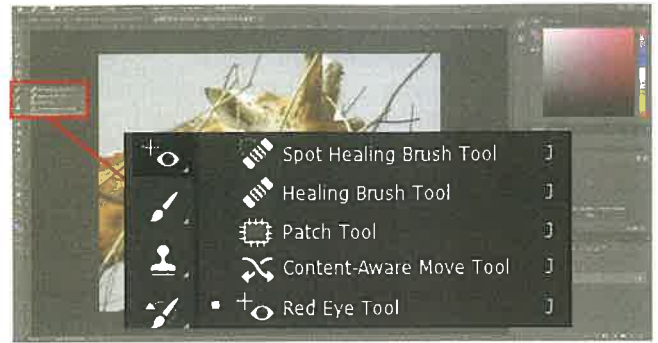 Spot Healing Brush Tool J
Healing Brush Tool J
Patch Tool J
Content-Aware Move Tool J
Red Eye Tool J